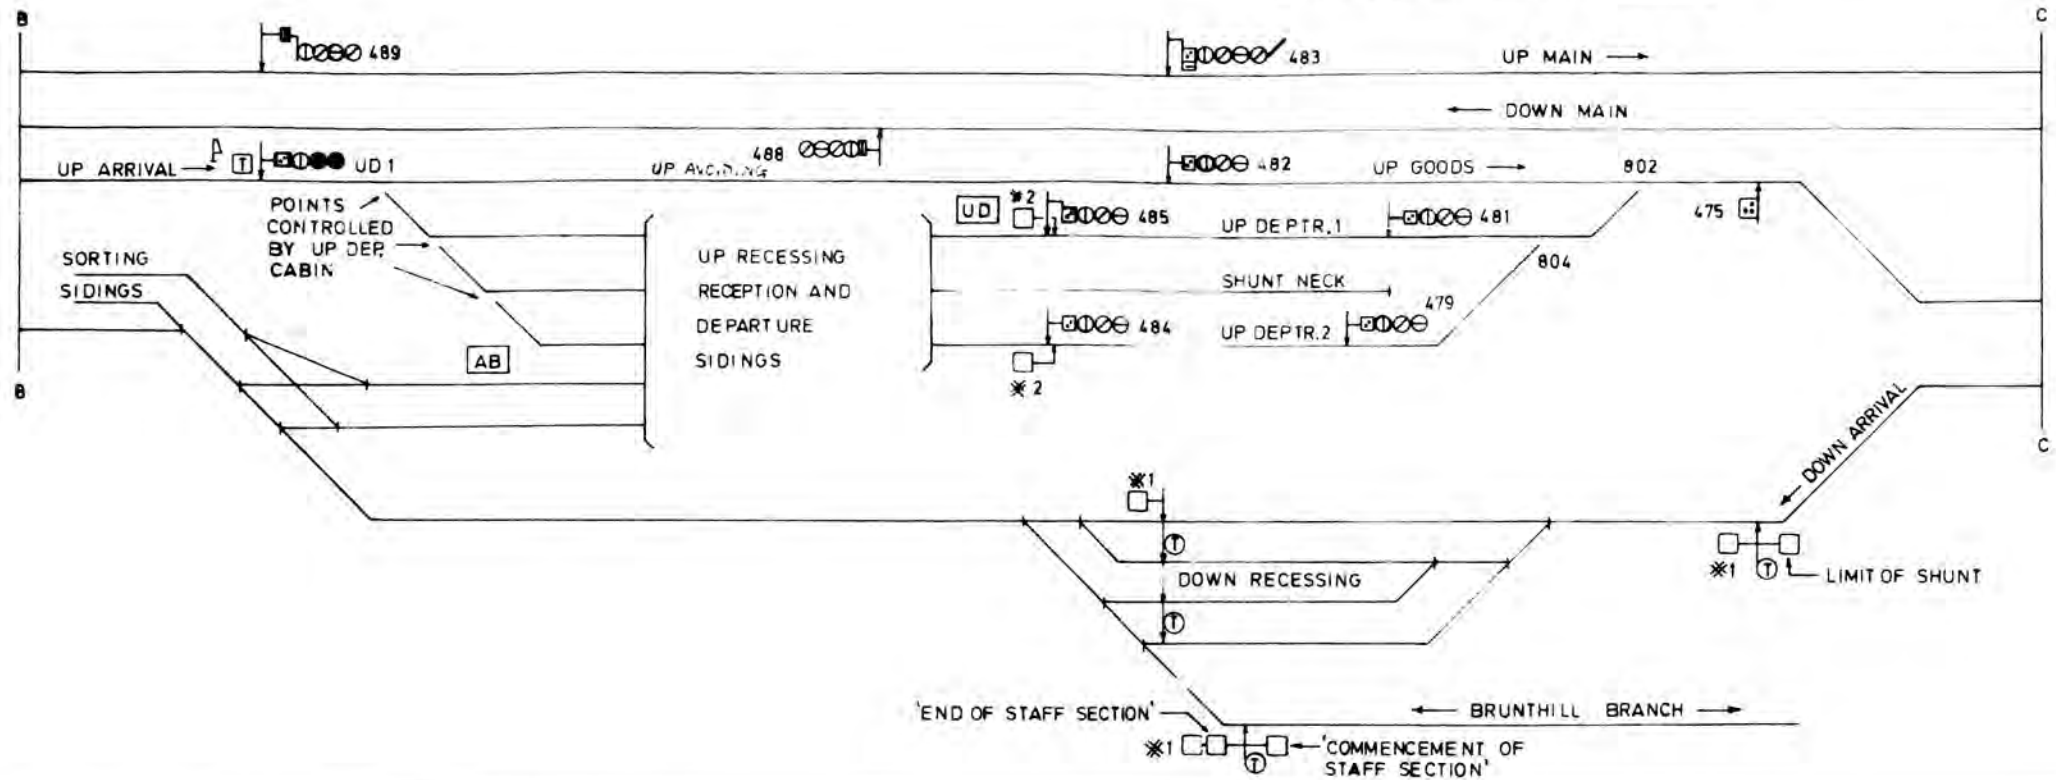 B
C
489
483
UP MAIN
DOWN MAIN
UP ARRIVAL
T
UD 1
488
UP AVOIDING
482
UP GOODS
802
POINTS
CONTROLLED
BY UP DEP.
CABIN
UD
※2
485
UP DEPTR.1
481
475
SORTING
SIDINGS
UP RECESSING
RECEPTION AND
DEPARTURE
SIDINGS
SHUNT NECK
804
479
AB
484
UP DEPTR.2
※2
B
C
DOWN ARRIVAL
※1
T
DOWN RECESSING
T
※1
T
LIMIT OF SHUNT
'END OF STAFF SECTION'
BRUNTHILL BRANCH
※1
T
'COMMENCEMENT OF
STAFF SECTION'